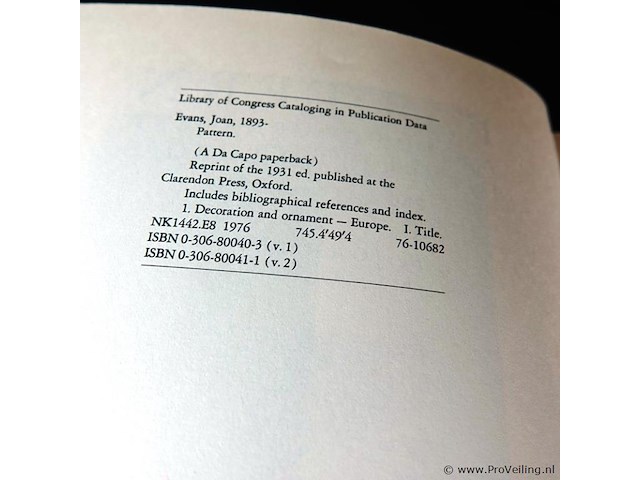 Library of Congress Cataloging in Publication Data
Evans, Joan, 1893-
Pattern.
(A Da Capo paperback)
Reprint of the 1931 ed. published at the
Clarendon Press, Oxford.
Includes bibliographical references and index.
1. Decoration and ornament — Europe. I. Title.
NK1442.E8 1976 745.4'49'4 76-10682
ISBN 0-306-80040-3 (v. 1)
ISBN 0-306-80041-1 (v. 2)
© www.ProVeiling.nl